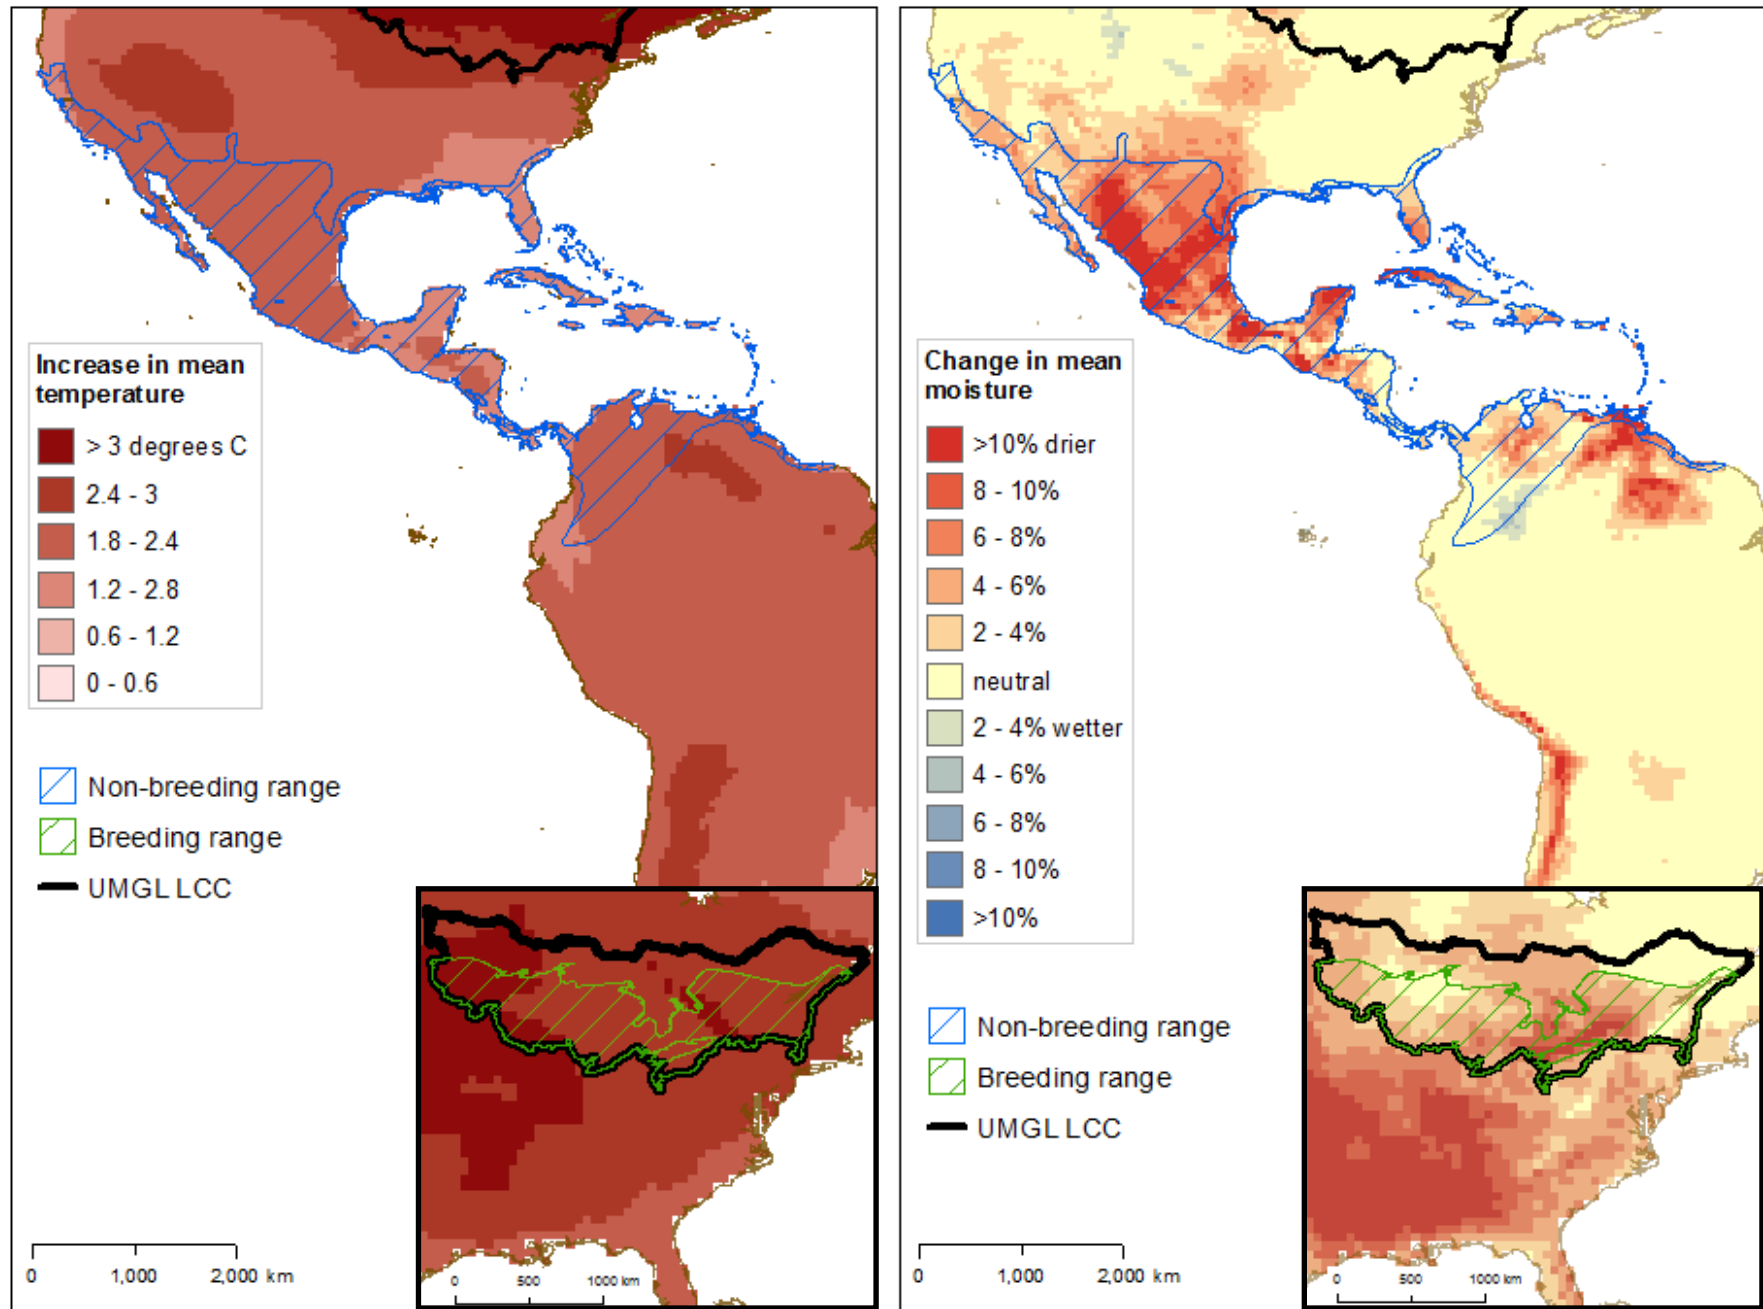 Increase in mean
temperature
> 3 degrees C
2.4 - 3
1.8 - 2.4
1.2 - 2.8
0.6 - 1.2
0 - 0.6
Non-breeding range
Breeding range
UMGL LCC
0 1,000 2,000 km
0 500 1000 km
Change in mean
moisture
>10% drier
8 - 10%
6 - 8%
4 - 6%
2 - 4%
neutral
2 - 4% wetter
4 - 6%
6 - 8%
8 - 10%
>10%
Non-breeding range
Breeding range
UMGL LCC
0 1,000 2,000 km
0 500 1000 km